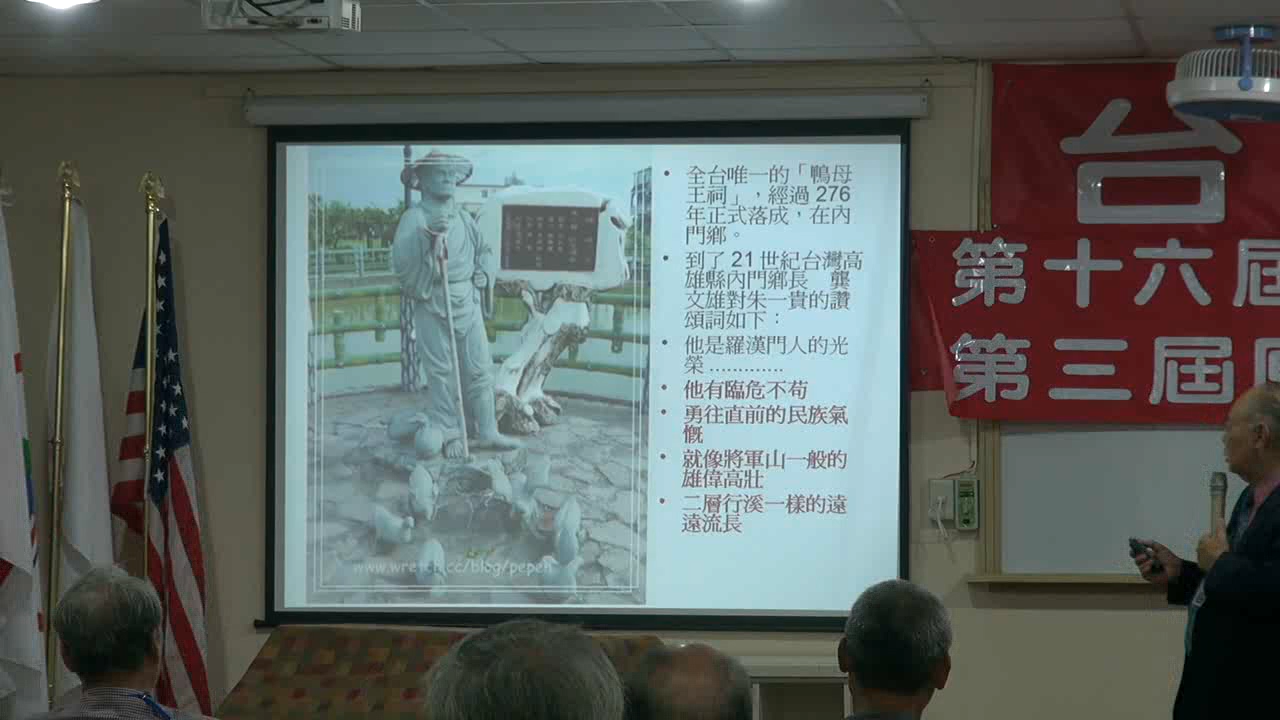 全台唯一的「鴨母
王祠」，經過 276
年正式落成，在內
門鄉。
到了 21 世紀台灣高
雄縣內門鄉長 龔
文雄對朱一貴的讚
頌詞如下：
他是羅漢門人的光
榮 .............
他有臨危不苟
勇往直前的民族氣
慨
就像將軍山一般的
雄偉高壯
二層行溪一樣的遠
遠流長
www.wretch.cc/blog/pepeh
台
第十六屆
第三屆